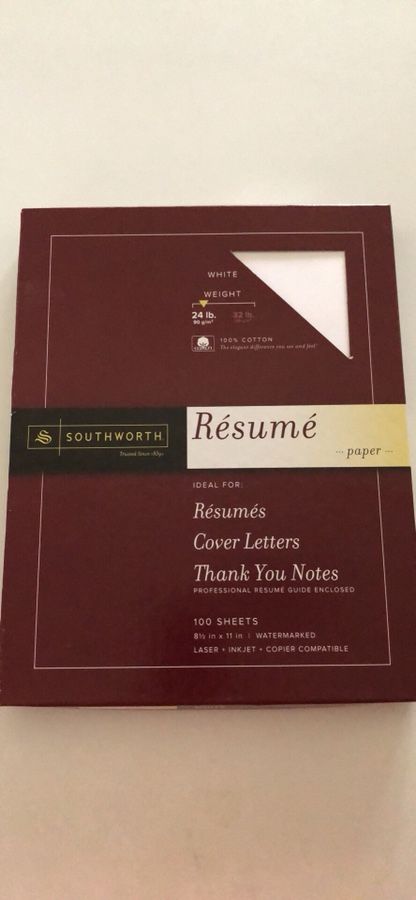 WHITE
WEIGHT
24 lb. 32 lb.
90 g/m²
100% COTTON
The elegant difference you see and feel.
SOUTHWORTH
Trusted Since 1839
Résumé
paper
IDEAL FOR:
Résumés
Cover Letters
Thank You Notes
PROFESSIONAL RÉSUMÉ GUIDE ENCLOSED
100 SHEETS
8½ in x 11 in | WATERMARKED
LASER + INKJET + COPIER COMPATIBLE